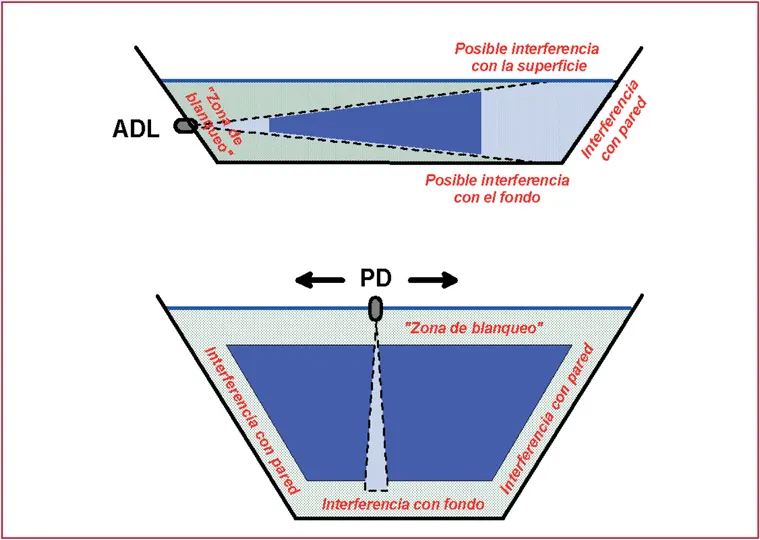 Posible interferencia
con la superficie
"Zona de
blanqueo"
ADL
Interferencia
con pared
Posible interferencia
con el fondo
PD
"Zona de blanqueo"
Interferencia con pared
Interferencia con pared
Interferencia con fondo